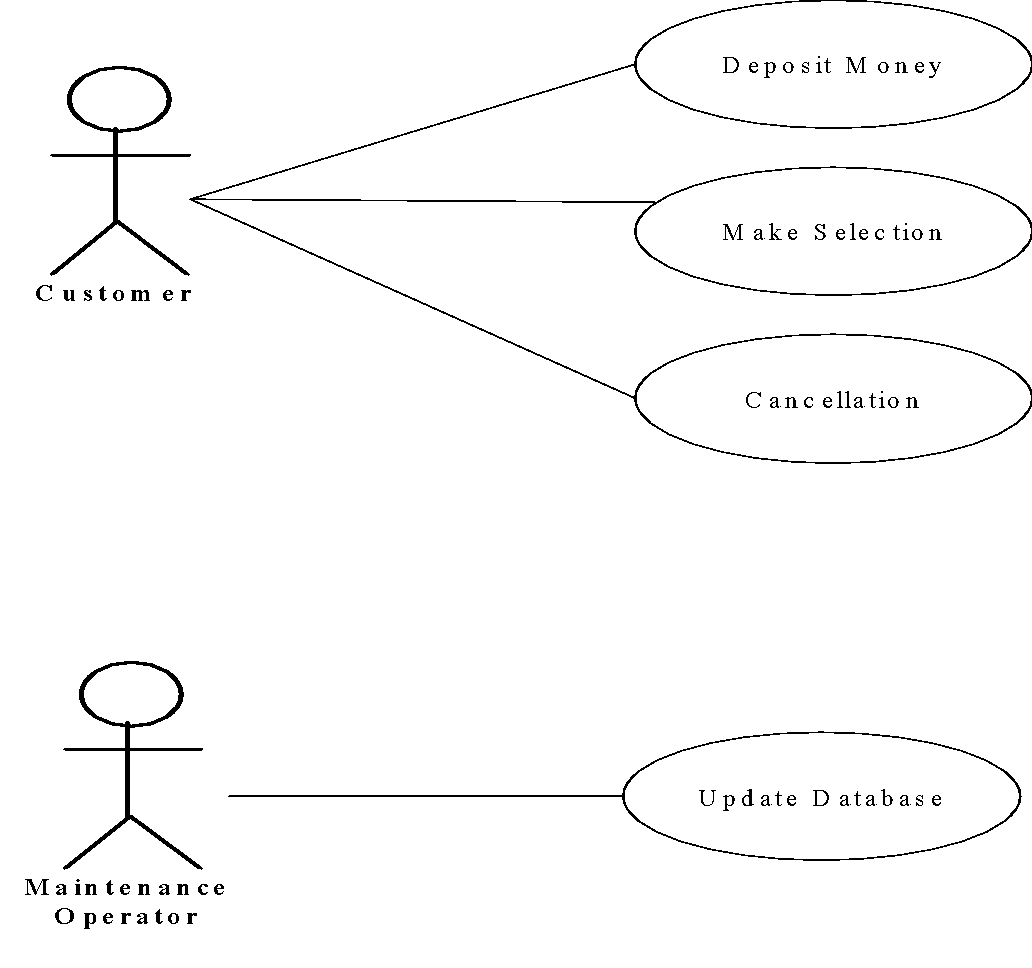 Deposit Money
Make Selection
Customer
Cancellation
Update Database
Maintenance
Operator